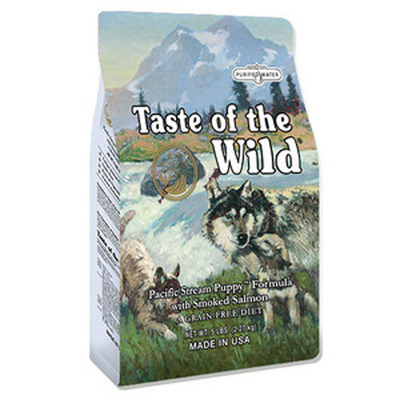 PURIFIED WATER
Taste of the
Wild®
Pacific Stream Puppy™ Formula
with Smoked Salmon
A GRAIN-FREE DIET
NET WT. 5 LBS. (2.27 kg)
MADE IN USA